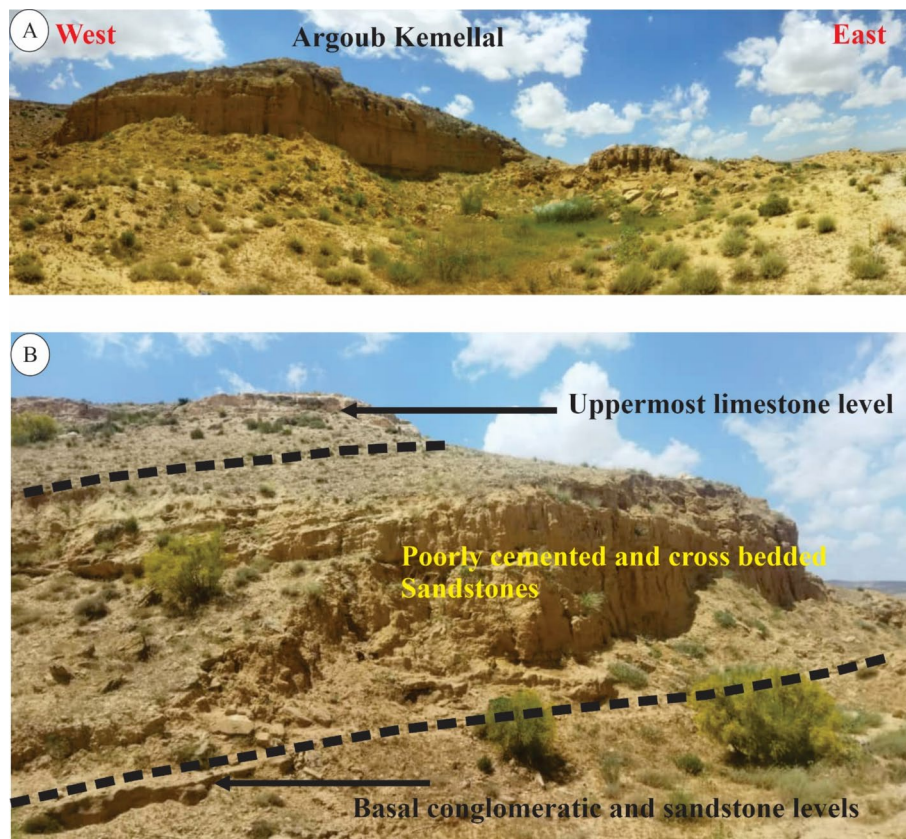 A
West
Argoub Kemellal
East
B
Uppermost limestone level
Poorly cemented and cross bedded
Sandstones
Basal conglomeratic and sandstone levels